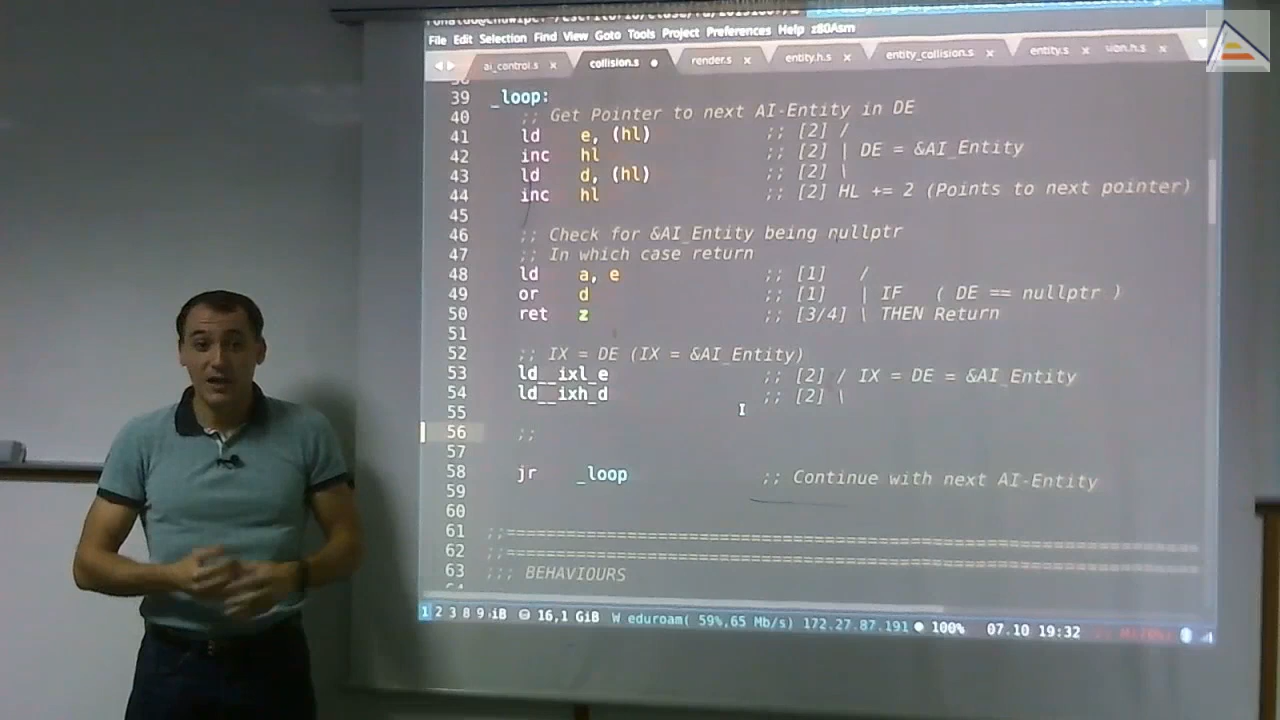 File Edit Selection Find View Goto Tools Project Preferences Help z80Asm
ai_control.s × collision.s render.s × entity.h.s × entity_collision.s × entity.s ×
39 _loop:
40 ;; Get Pointer to next AI-Entity in DE
41 ld e, (hl) ;; [2] /
42 inc hl ;; [2] | DE = &AI_Entity
43 ld d, (hl) ;; [2] \
44 inc hl ;; [2] HL += 2 (Points to next pointer)
45
46 ;; Check for &AI_Entity being nullptr
47 ;; In which case return
48 ld a, e ;; [1] /
49 or d ;; [1] | IF ( DE == nullptr )
50 ret z ;; [3/4] \ THEN Return
51
52 ;; IX = DE (IX = &AI_Entity)
53 ld__ixl_e ;; [2] / IX = DE = &AI_Entity
54 ld__ixh_d ;; [2] \
55
56 ;;
57
58 jr _loop ;; Continue with next AI-Entity
59
60
61 ;;======================================================================
62 ;;======================================================================
63 ;;; BEHAVIOURS
1 2 3 8 9 iB 16,1 GiB W eduroam( 59%,65 Mb/s) 172.27.87.191 100% 07.10 19:32